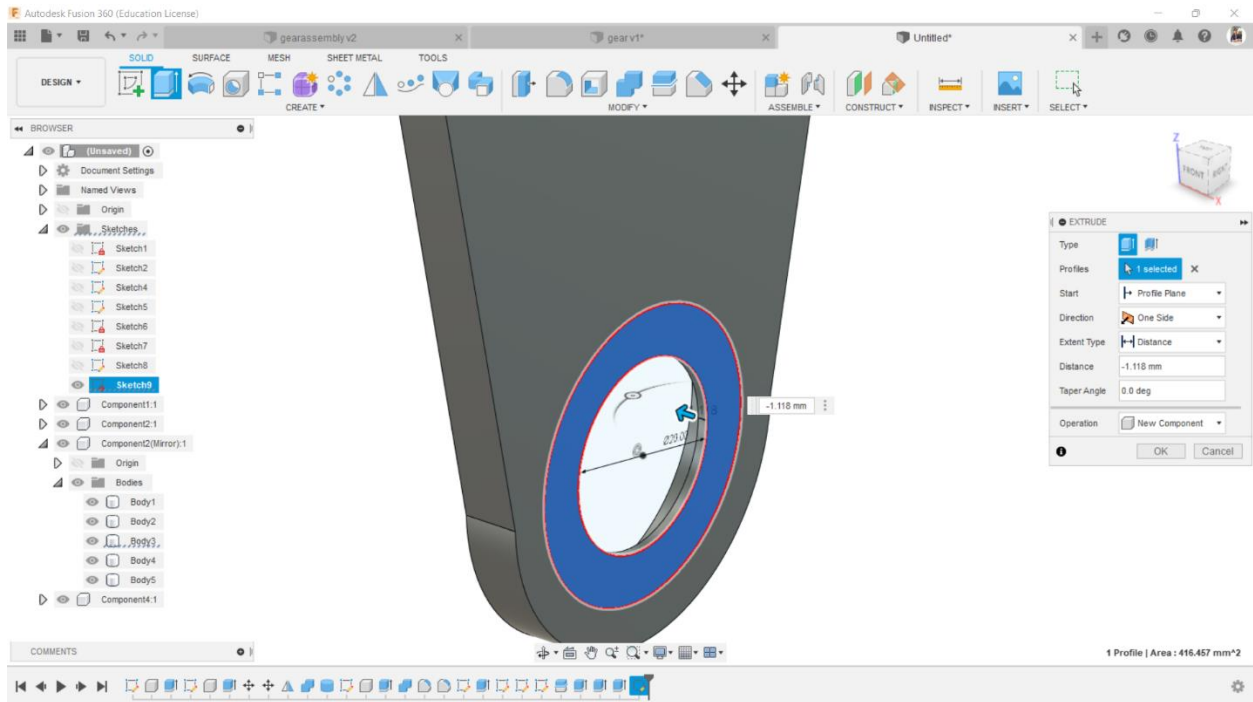 Autodesk Fusion 360 (Education License)
gearassembly v2
gear v1*
Untitled*
SOLID
SURFACE
MESH
SHEET METAL
TOOLS
DESIGN
CREATE
MODIFY
ASSEMBLE
CONSTRUCT
INSPECT
INSERT
SELECT
BROWSER
(Unsaved)
Document Settings
Named Views
Origin
Sketches
Sketch1
Sketch2
Sketch4
Sketch5
Sketch6
Sketch7
Sketch8
Sketch9
Component1:1
Component2:1
Component2(Mirror):1
Origin
Bodies
Body1
Body2
Body3
Body4
Body5
Component4:1
Z
FRONT
X
EXTRUDE
Type
Profiles 1 selected
Start Profile Plane
Direction One Side
Extent Type Distance
Distance -1.118 mm
Taper Angle 0.0 deg
Operation New Component
OK Cancel
-1.118 mm
COMMENTS
1 Profile | Area : 416.457 mm^2